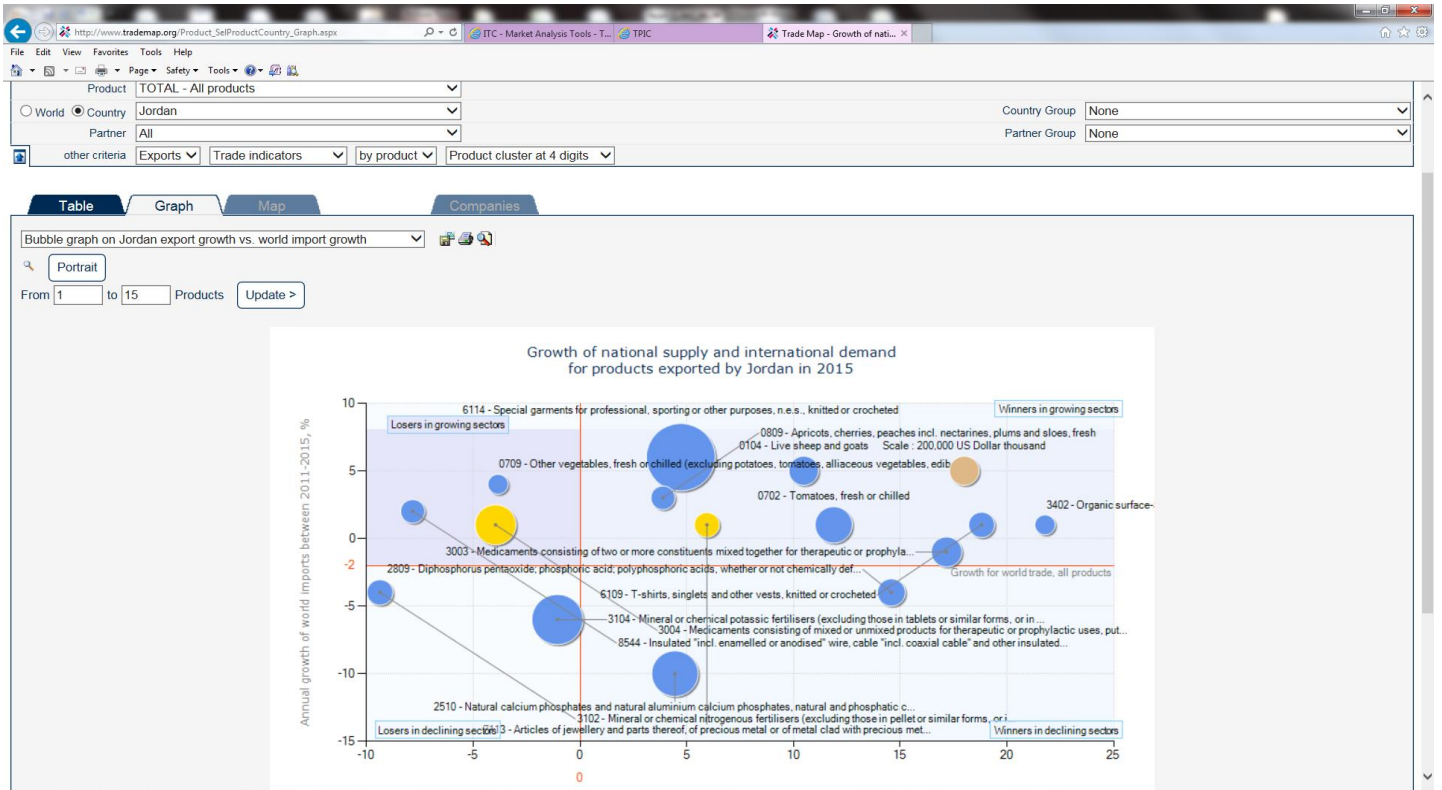 http://www.trademap.org/Product_SelProductCountry_Graph.aspx
ITC - Market Analysis Tools - T...
TPIC
Trade Map - Growth of nati...
File Edit View Favorites Tools Help
Page Safety Tools
Product TOTAL - All products
World Country Jordan Country Group None
Partner All Partner Group None
other criteria Exports Trade indicators by product Product cluster at 4 digits
Table Graph Map Companies
Bubble graph on Jordan export growth vs. world import growth
Portrait
From 1 to 15 Products Update >
Growth of national supply and international demand
for products exported by Jordan in 2015
Annual growth of world imports between 2011-2015, %
10
6114 - Special garments for professional, sporting or other purposes, n.e.s., knitted or crocheted
Winners in growing sectors
Losers in growing sectors
0809 - Apricots, cherries, peaches incl. nectarines, plums and sloes, fresh
0104 - Live sheep and goats Scale : 200,000 US Dollar thousand
5
0709 - Other vegetables, fresh or chilled (excluding potatoes, tomatoes, alliaceous vegetables, edib
0702 - Tomatoes, fresh or chilled
3402 - Organic surface-
0
3003 - Medicaments consisting of two or more constituents mixed together for therapeutic or prophyla...
-2
2809 - Diphosphorus pentaoxide; phosphoric acid; polyphosphoric acids, whether or not chemically def...
Growth for world trade, all products
6109 - T-shirts, singlets and other vests, knitted or crocheted
-5
3104 - Mineral or chemical potassic fertilisers (excluding those in tablets or similar forms, or in ...
3004 - Medicaments consisting of mixed or unmixed products for therapeutic or prophylactic uses, put...
8544 - Insulated "incl. enamelled or anodised" wire, cable "incl. coaxial cable" and other insulated...
-10
2510 - Natural calcium phosphates and natural aluminium calcium phosphates, natural and phosphatic c...
3102 - Mineral or chemical nitrogenous fertilisers (excluding those in pellet or similar forms, or i...
Losers in declining sectors
7113 - Articles of jewellery and parts thereof, of precious metal or of metal clad with precious met...
Winners in declining sectors
-15
-10 -5 0 5 10 15 20 25
0